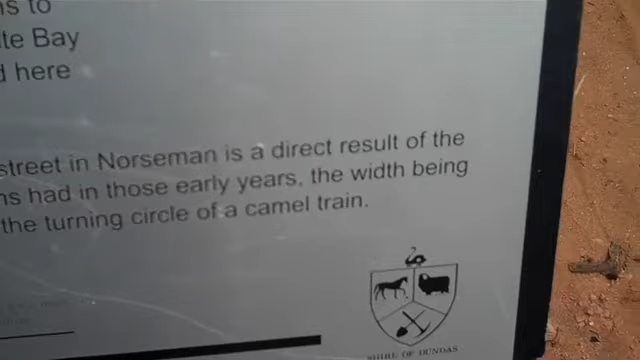 ns to
te Bay
d here
street in Norseman is a direct result of the
ns had in those early years, the width being
the turning circle of a camel train.
SHIRE OF DUNDAS